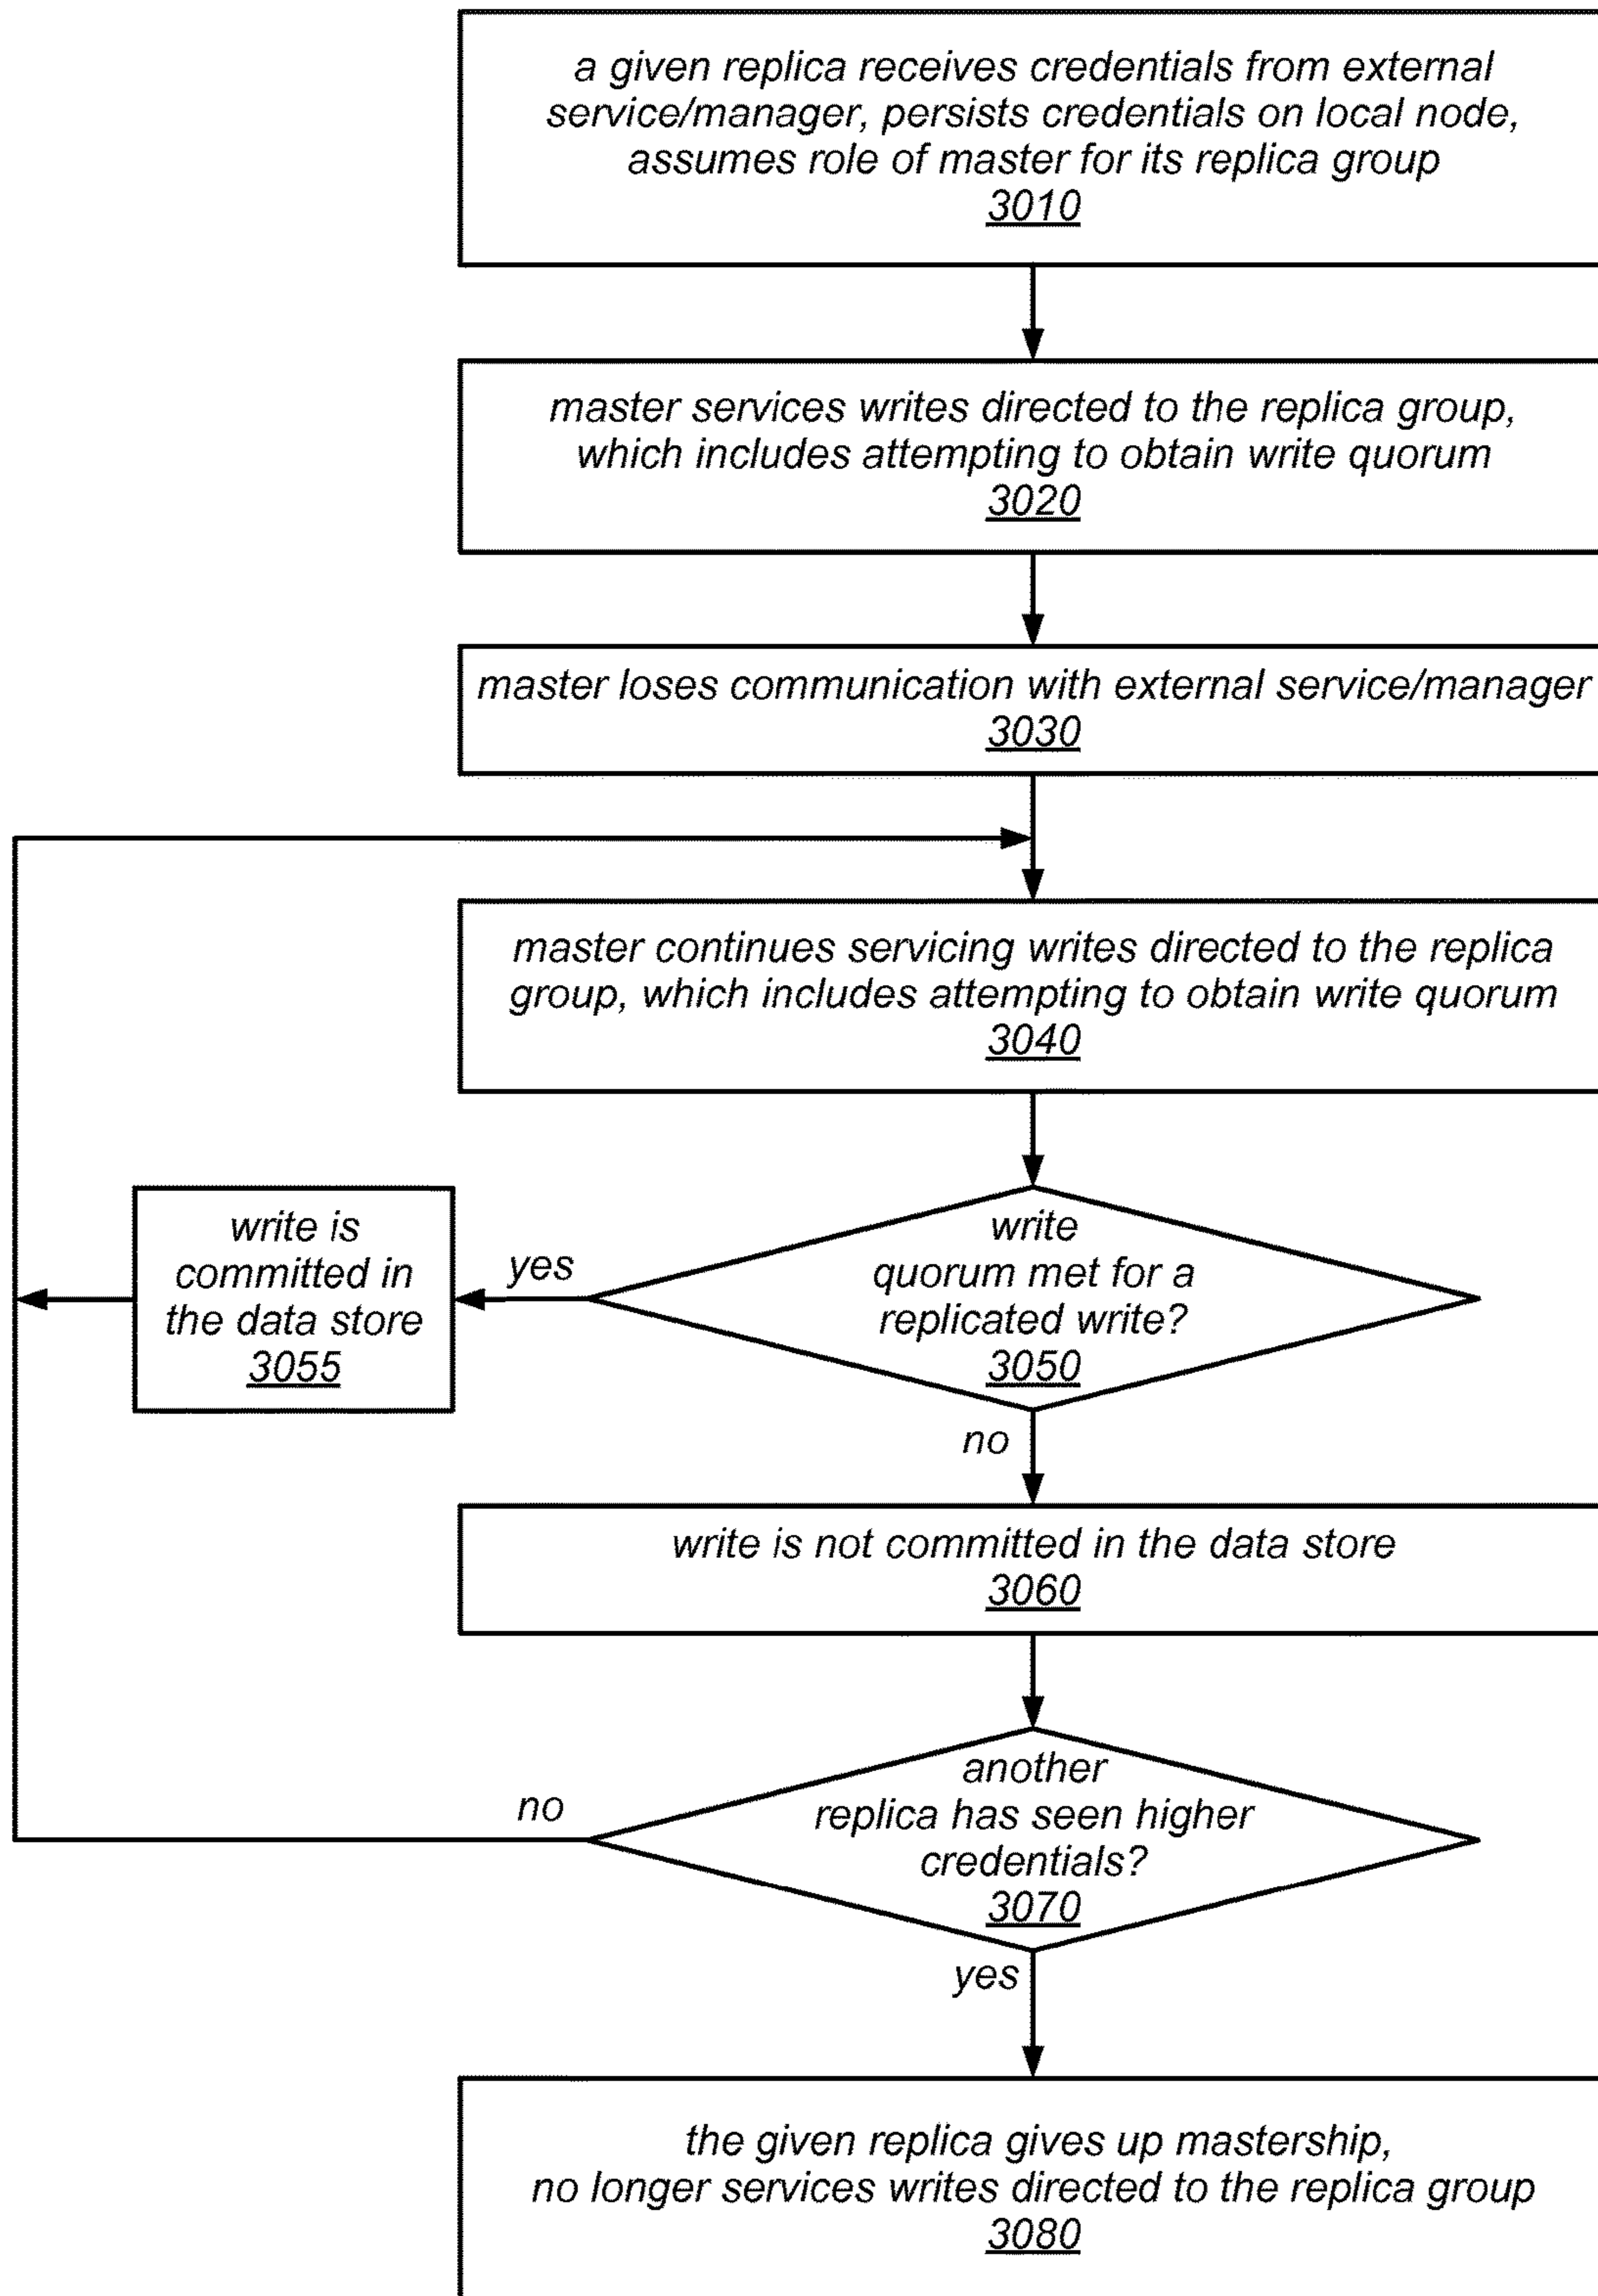 a given replica receives credentials from external
service/manager, persists credentials on local node,
assumes role of master for its replica group
3010
master services writes directed to the replica group,
which includes attempting to obtain write quorum
3020
master loses communication with external service/manager
3030
master continues servicing writes directed to the replica
group, which includes attempting to obtain write quorum
3040
write
quorum met for a
replicated write?
3050
yes
write is
committed in
the data store
3055
no
write is not committed in the data store
3060
another
replica has seen higher
credentials?
3070
no
yes
the given replica gives up mastership,
no longer services writes directed to the replica group
3080